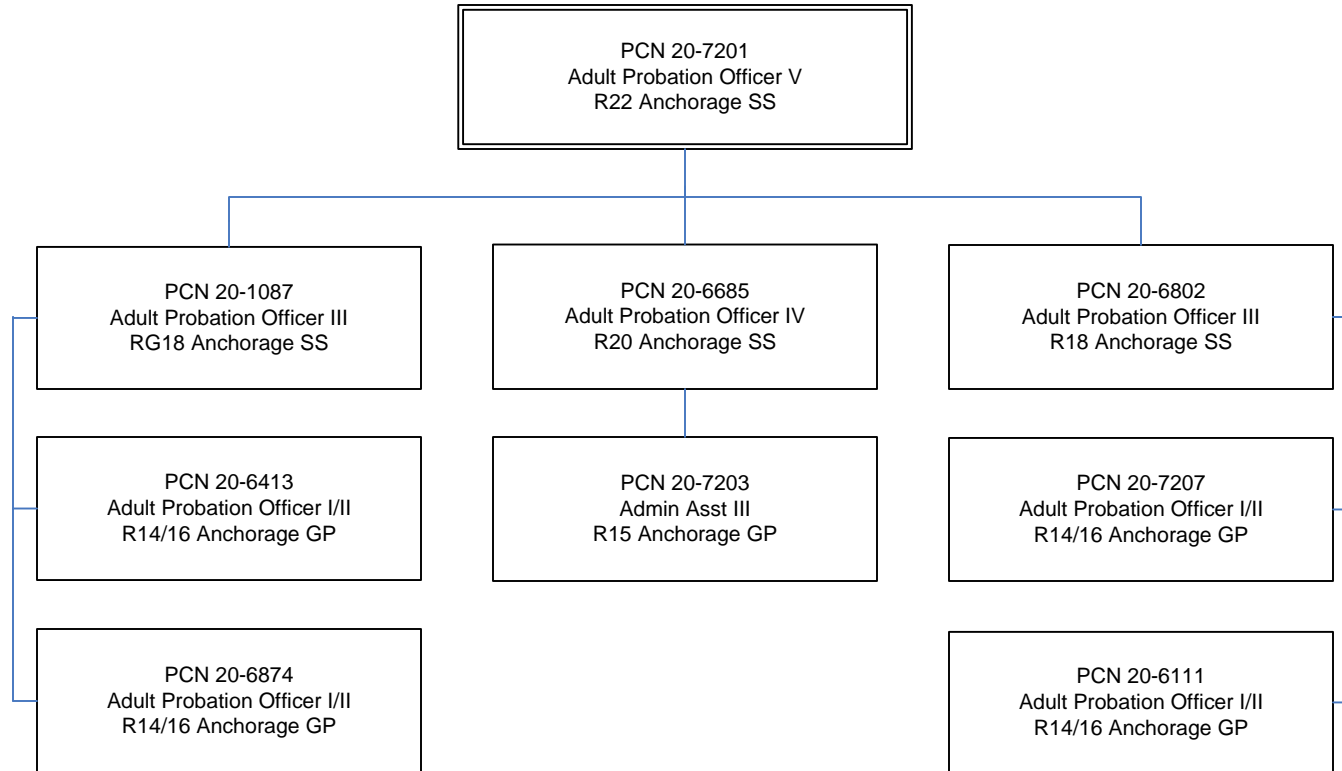 PCN 20-7201
Adult Probation Officer V
R22 Anchorage SS
PCN 20-1087
Adult Probation Officer III
RG18 Anchorage SS
PCN 20-6685
Adult Probation Officer IV
R20 Anchorage SS
PCN 20-6802
Adult Probation Officer III
R18 Anchorage SS
PCN 20-6413
Adult Probation Officer I/II
R14/16 Anchorage GP
PCN 20-7203
Admin Asst III
R15 Anchorage GP
PCN 20-7207
Adult Probation Officer I/II
R14/16 Anchorage GP
PCN 20-6874
Adult Probation Officer I/II
R14/16 Anchorage GP
PCN 20-6111
Adult Probation Officer I/II
R14/16 Anchorage GP